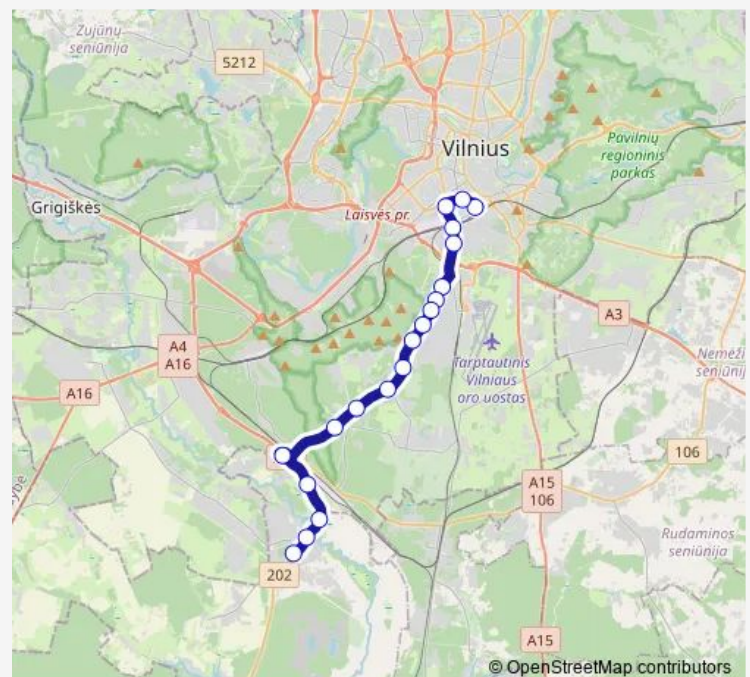 Zujūnų
seniūnija
5212
Vilnius
Pavilnių
regioninis
parkas
Grigiškės
Laisvės pr.
A3
A4
A16
Tarptautinis
Vilniaus
oro uostas
Nemėži
seniūnij
A16
106
A15
106
Rudaminos
seniūnija
202
A15
© OpenStreetMap contributors